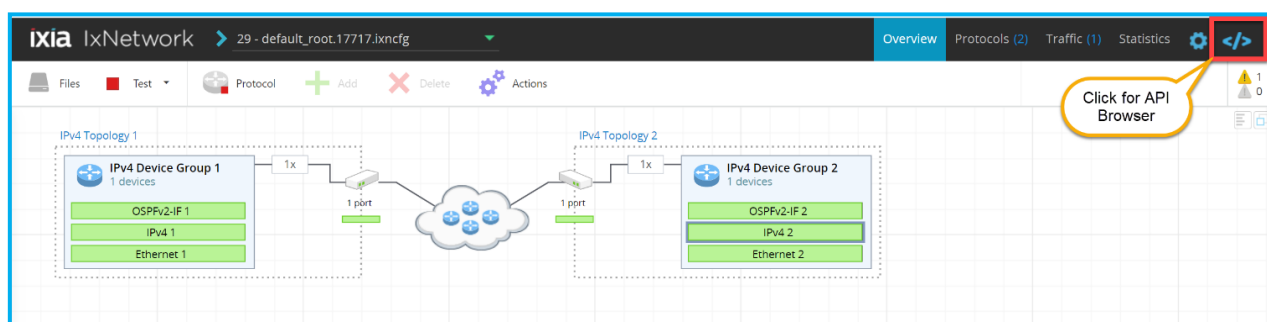 ixia IxNetwork 29 - default_root.17717.ixncfg Overview Protocols (2) Traffic (1) Statistics </>
Files Test Protocol Add Delete Actions 1
0
Click for API
Browser
IPv4 Topology 1 IPv4 Topology 2
IPv4 Device Group 1 1x 1x IPv4 Device Group 2
1 devices 1 devices
1 port 1 port
OSPFv2-IF 1 OSPFv2-IF 2
IPv4 1 IPv4 2
Ethernet 1 Ethernet 2